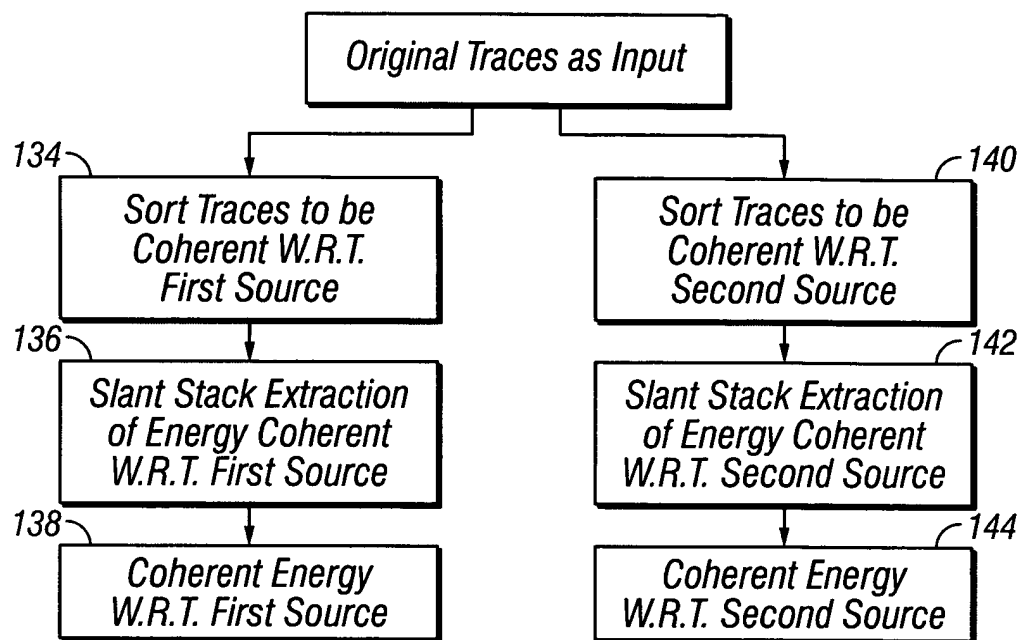 Original Traces as Input
134
Sort Traces to be
Coherent W.R.T.
First Source
140
Sort Traces to be
Coherent W.R.T.
Second Source
136
Slant Stack Extraction
of Energy Coherent
W.R.T. First Source
142
Slant Stack Extraction
of Energy Coherent
W.R.T. Second Source
138
Coherent Energy
W.R.T. First Source
144
Coherent Energy
W.R.T. Second Source